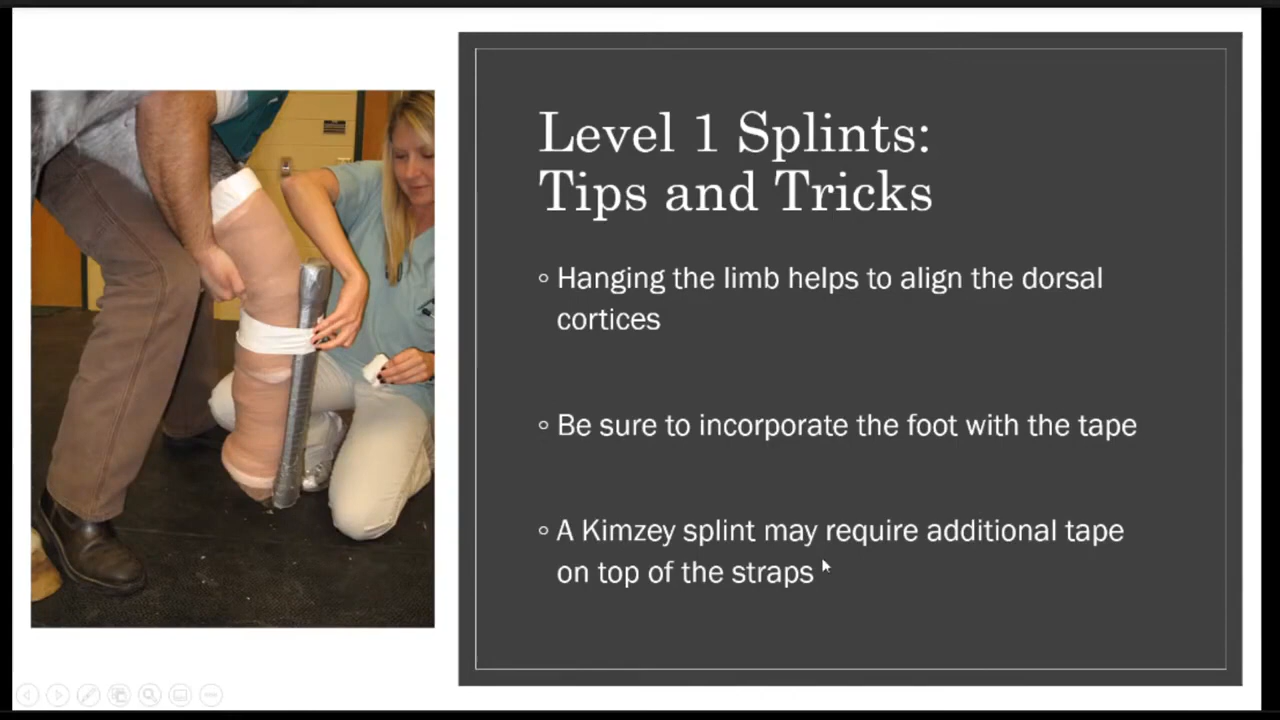 Level 1 Splints:
Tips and Tricks
Hanging the limb helps to align the dorsal
cortices
Be sure to incorporate the foot with the tape
A Kimzey splint may require additional tape
on top of the straps